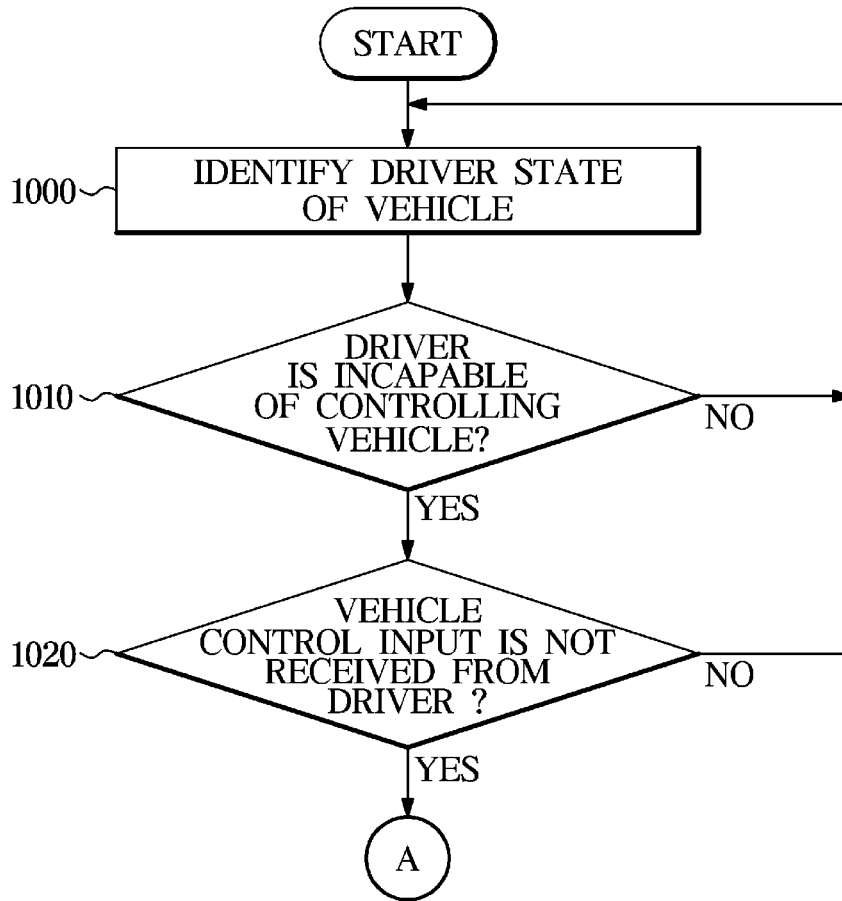 START
1000
IDENTIFY DRIVER STATE
OF VEHICLE
1010
DRIVER
IS INCAPABLE
OF CONTROLLING
VEHICLE?
NO
YES
1020
VEHICLE
CONTROL INPUT IS NOT
RECEIVED FROM
DRIVER ?
NO
YES
A